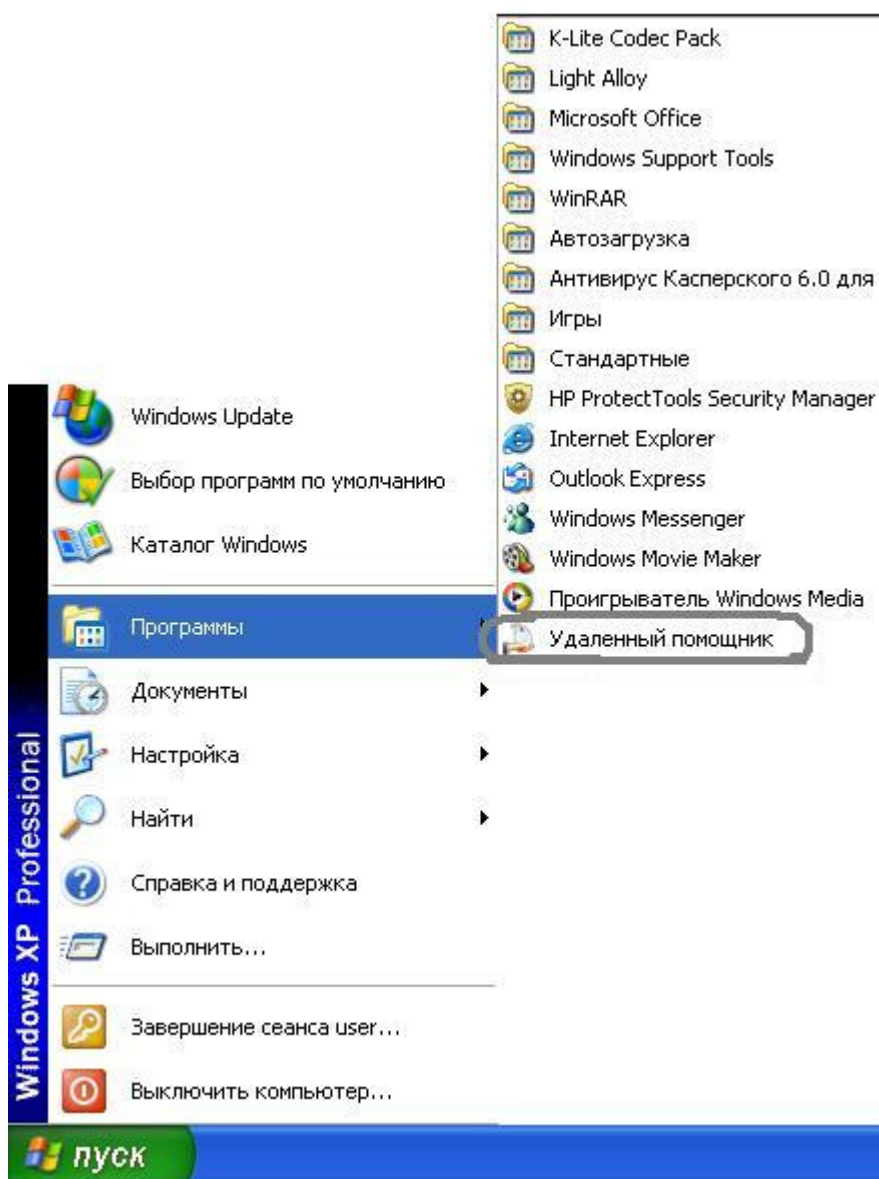 K-Lite Codec Pack
Light Alloy
Microsoft Office
Windows Support Tools
WinRAR
Автозагрузка
Антивирус Касперского 6.0 для
Игры
Стандартные
HP ProtectTools Security Manager
Internet Explorer
Outlook Express
Windows Messenger
Windows Movie Maker
Проигрыватель Windows Media
Удаленный помощник
Windows Update
Выбор программ по умолчанию
Каталог Windows
Программы
Документы
Настройка
Найти
Справка и поддержка
Выполнить...
Завершение сеанса user...
Выключить компьютер...
Windows XP Professional
пуск